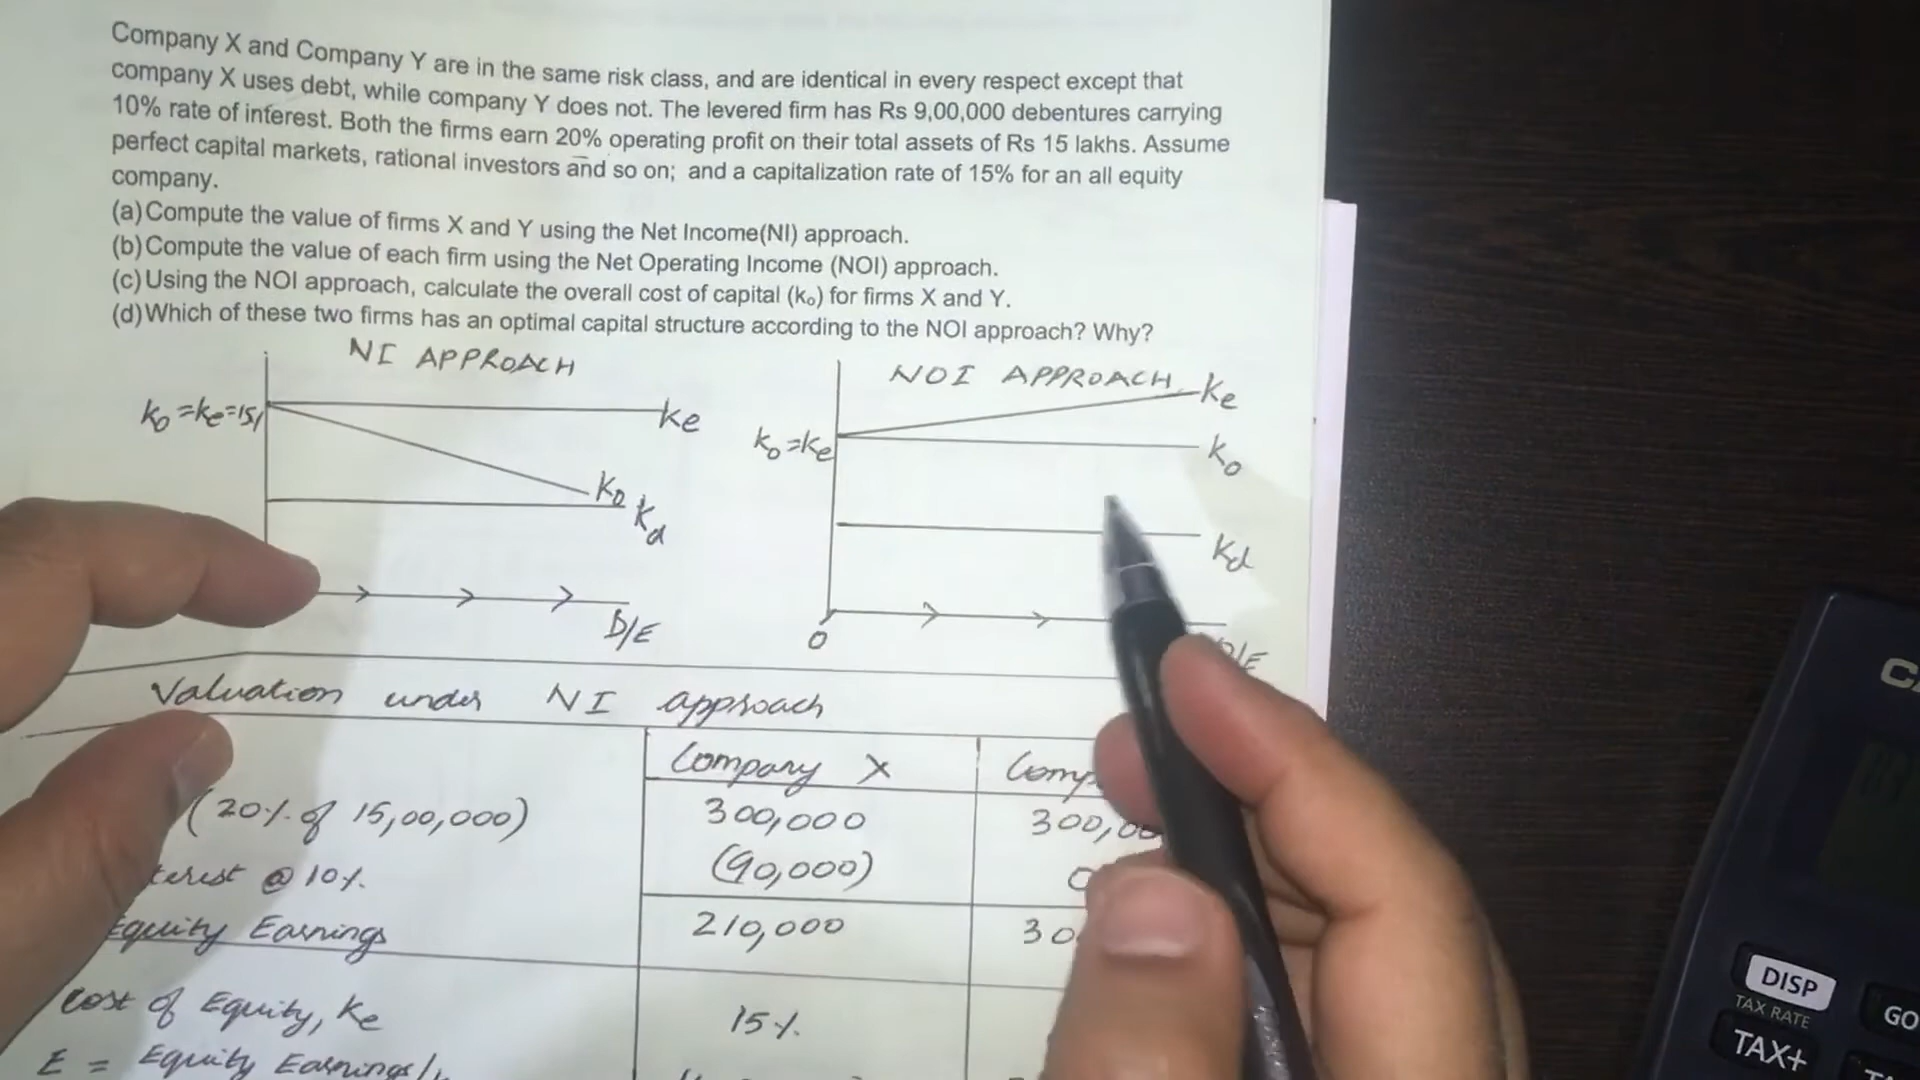 Company X and Company Y are in the same risk class, and are identical in every respect except that
company X uses debt, while company Y does not. The levered firm has Rs 9,00,000 debentures carrying
10% rate of interest. Both the firms earn 20% operating profit on their total assets of Rs 15 lakhs. Assume
perfect capital markets, rational investors and so on; and a capitalization rate of 15% for an all equity
company.
(a) Compute the value of firms X and Y using the Net Income(NI) approach.
(b) Compute the value of each firm using the Net Operating Income (NOI) approach.
(c) Using the NOI approach, calculate the overall cost of capital (ko) for firms X and Y.
(d) Which of these two firms has an optimal capital structure according to the NOI approach? Why?
NI APPROACH
ko = ke = 15%
ke
ko
kd
D/E
NOI APPROACH
ko = ke
ke
ko
kd
0
D/E
Valuation under NI approach
Company X
(20% of 15,00,000) 300,000
@ 10% (90,000) 0
Equity Earnings 210,000
Cost of Equity, Ke 15%
E = Equity Earnings/
DISP
TAX RATE
TAX+
GO